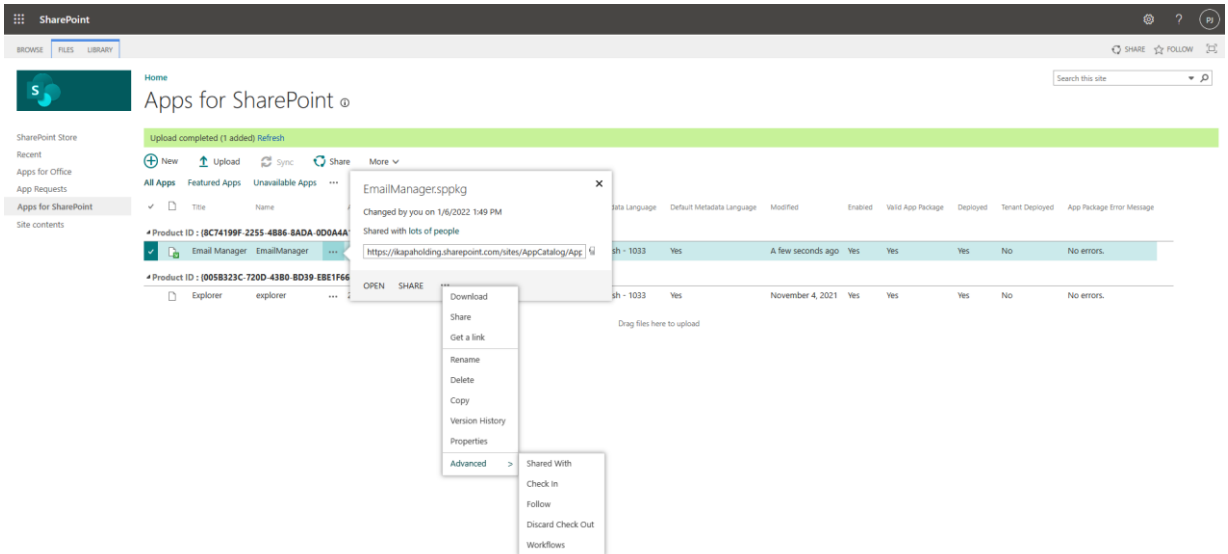 SharePoint ? PJ
BROWSE FILES LIBRARY SHARE FOLLOW
S
Home Search this site
Apps for SharePoint
SharePoint Store
Recent
Apps for Office
App Requests
Apps for SharePoint
Site contents
Upload completed (1 added) Refresh
New Upload Sync Share More
All Apps Featured Apps Unavailable Apps ...
Title Name Language Default Metadata Language Modified Enabled Valid App Package Deployed Tenant Deployed App Package Error Message
Product ID : {8C74199F-2255-4B86-8ADA-0D0A4A
Email Manager EmailManager ... sh - 1033 Yes A few seconds ago Yes Yes Yes No No errors.
Product ID : {005B323C-720D-43B0-BD39-EBE1F66
Explorer explorer ... sh - 1033 Yes November 4, 2021 Yes Yes Yes No No errors.
Drag files here to upload
EmailManager.sppkg
Changed by you on 1/6/2022 1:49 PM
Shared with lots of people
https://ikapaholding.sharepoint.com/sites/AppCatalog/App
OPEN SHARE ...
Download
Share
Get a link
Rename
Delete
Copy
Version History
Properties
Advanced >
Shared With
Check In
Follow
Discard Check Out
Workflows